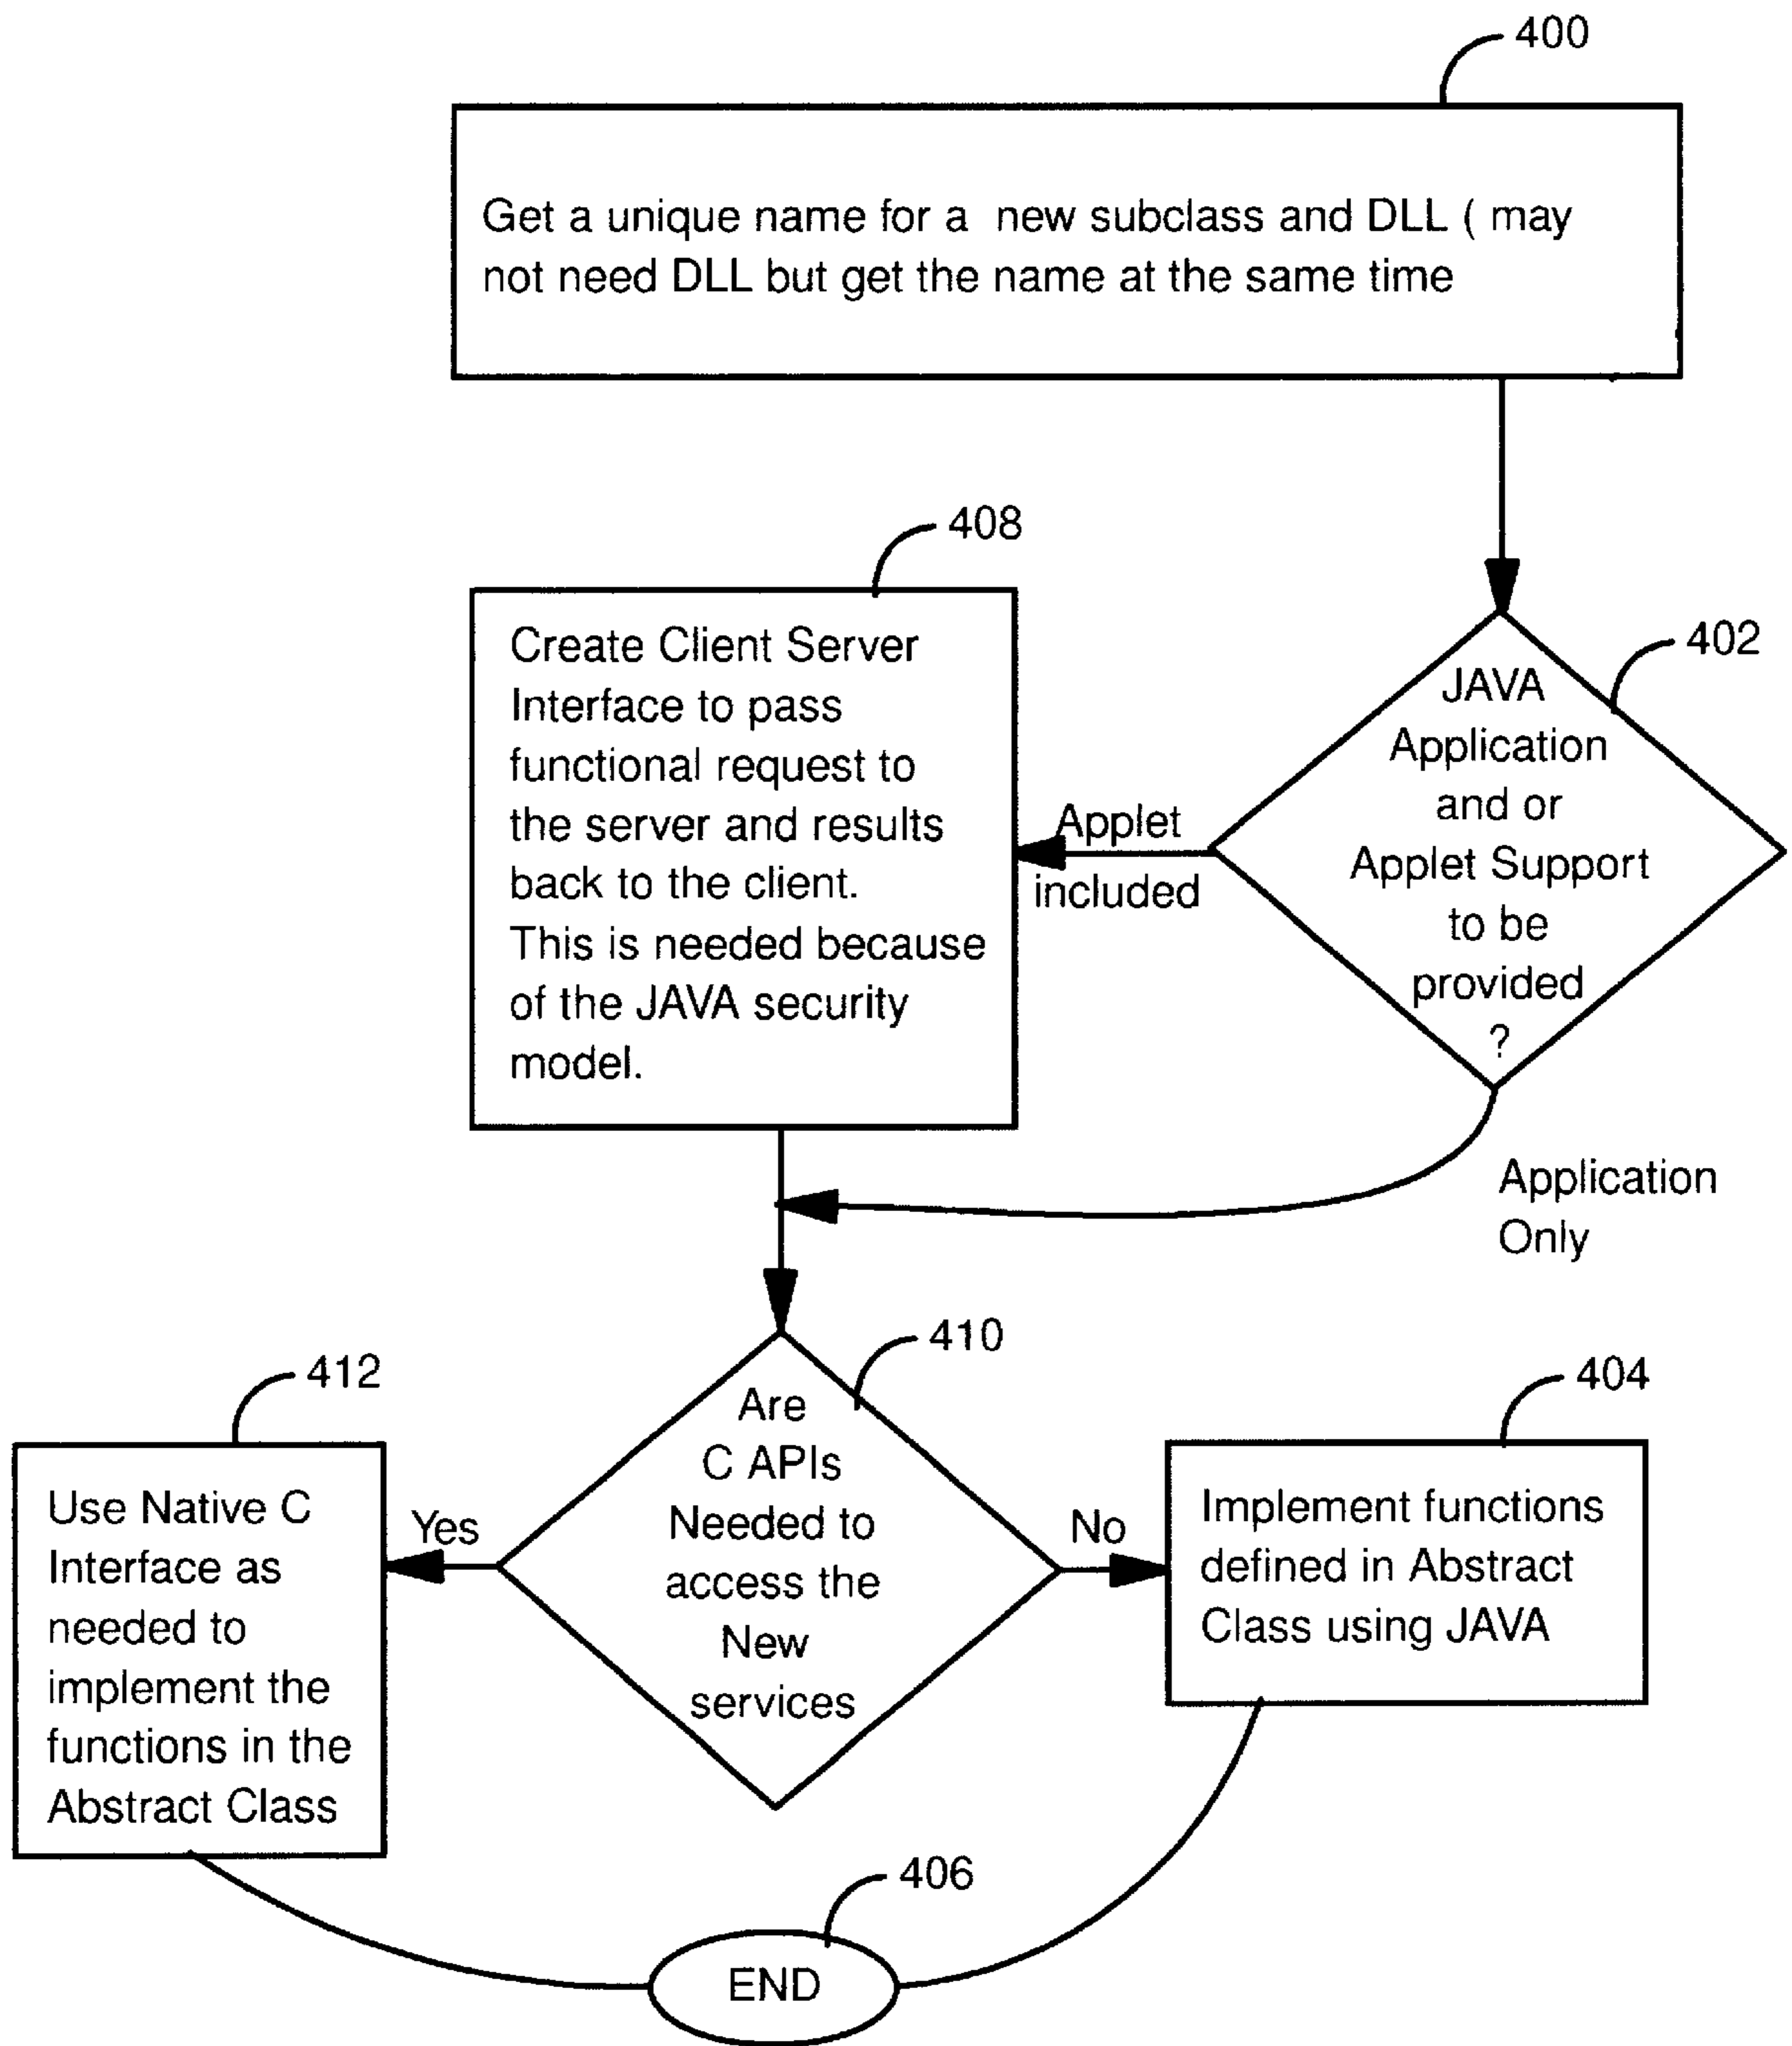 400
Get a unique name for a new subclass and DLL ( may
not need DLL but get the name at the same time
408
Create Client Server
Interface to pass
functional request to
the server and results
back to the client.
This is needed because
of the JAVA security
model.
402
JAVA
Application
and or
Applet Support
to be
provided
?
Applet
included
Application
Only
410
Are
C APIs
Needed to
access the
New
services
412
Use Native C
Interface as
needed to
implement the
functions in the
Abstract Class
Yes
No
404
Implement functions
defined in Abstract
Class using JAVA
406
END